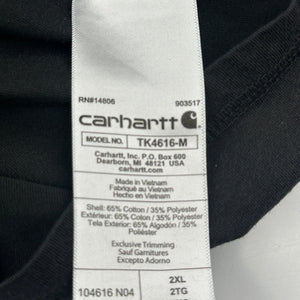 RN#14806 903517
carhartt
MODEL NO. TK4616-M
Carhartt, Inc. P.O. Box 600
Dearborn, MI 48121 USA
carhartt.com
Made in Vietnam
Fabriqué au Vietnam
Hecho en Vietnam
Shell: 65% Cotton / 35% Polyester
Extérieur: 65% Coton / 35% Polyester
Tela Exterior: 65% Algodón / 35%
Poliéster
Exclusive Trimming
Sauf Garnitures
Excepto Adorno
104616 N04 2XL
2TG